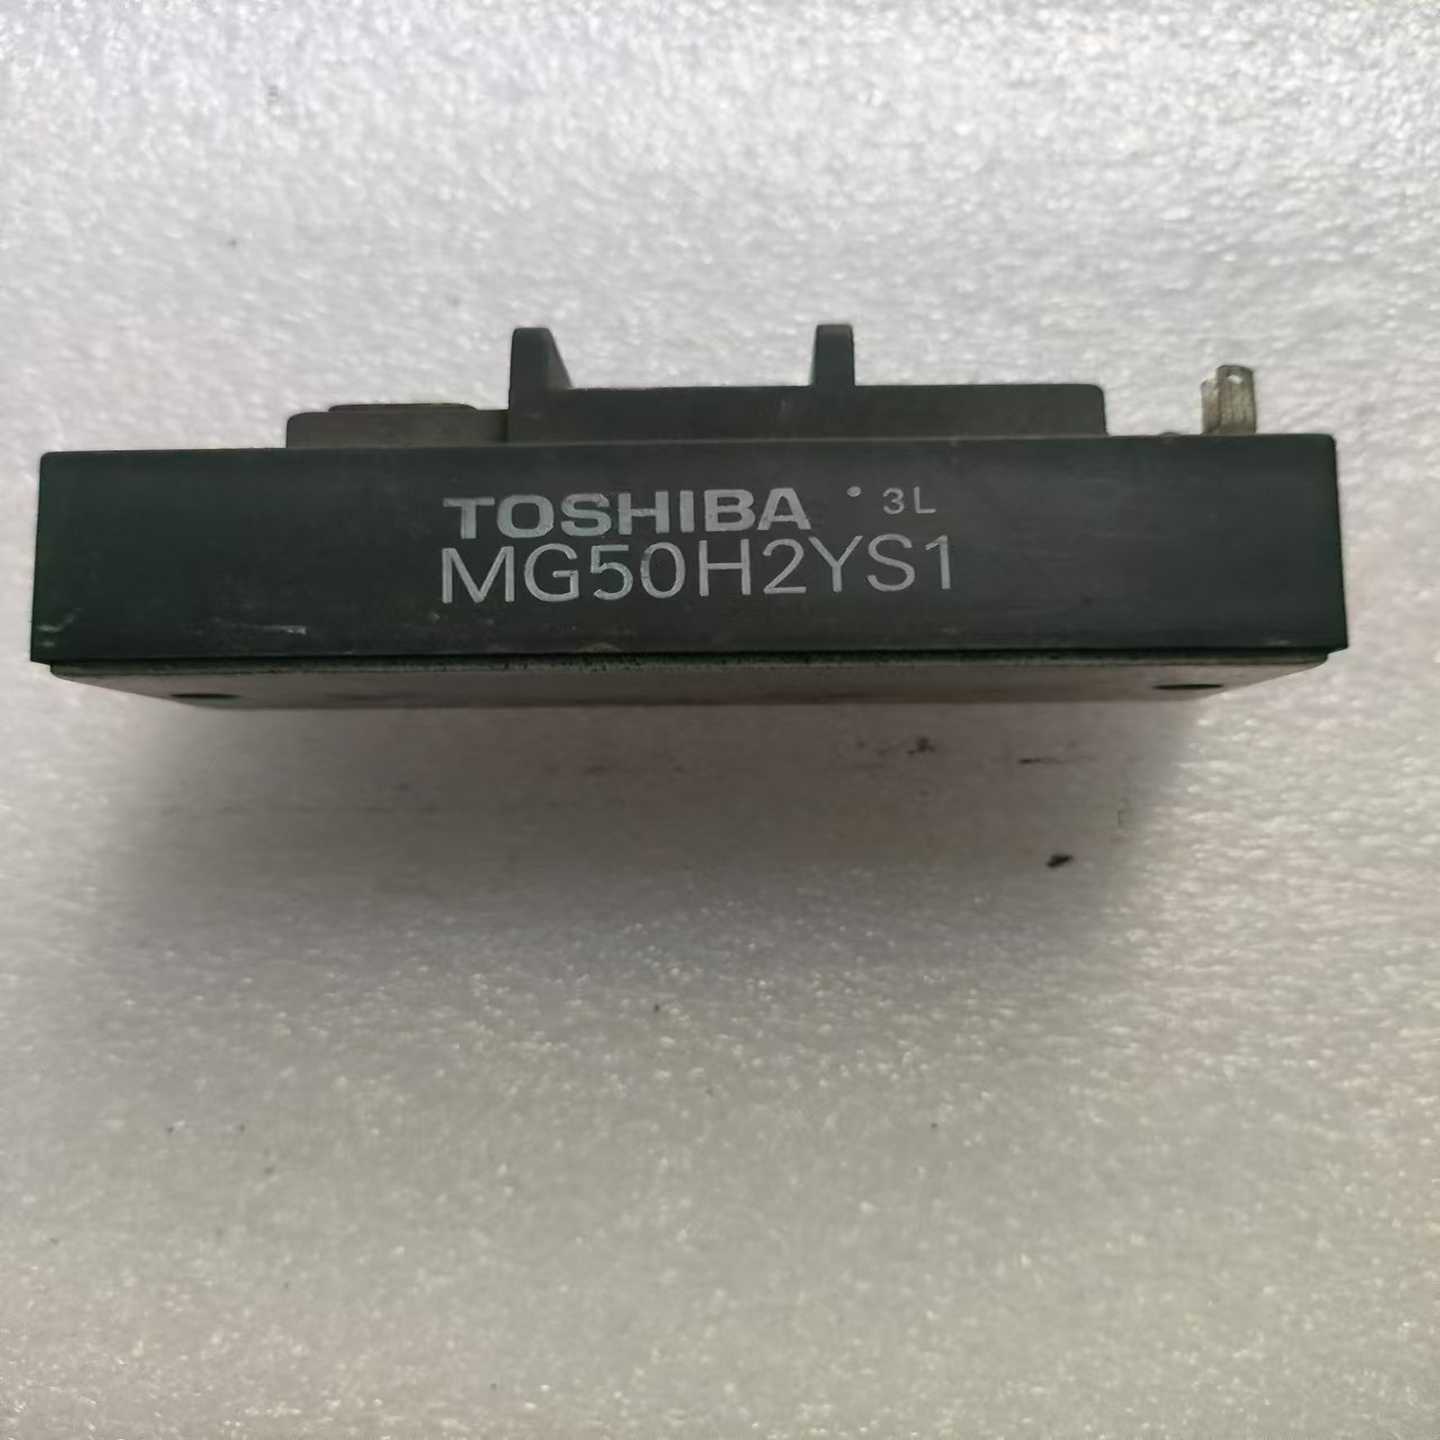 TOSHIBA • 3L
MG50H2YS1